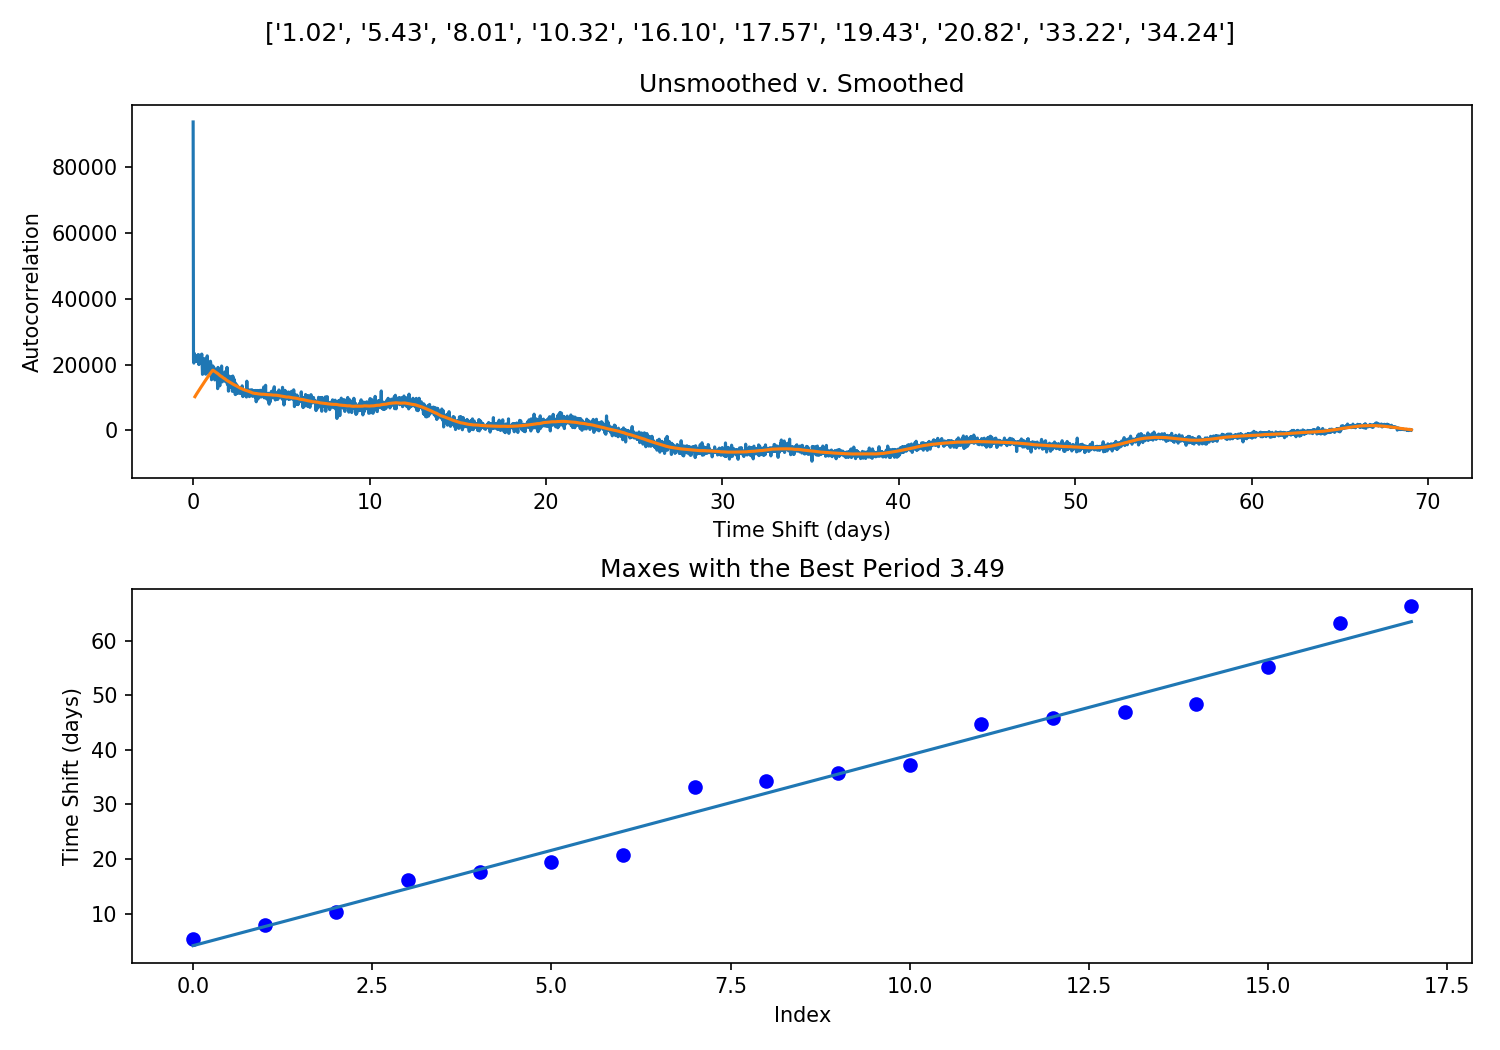 ['1.02', '5.43', '8.01', '10.32', '16.10', '17.57', '19.43', '20.82', '33.22', '34.24']
Unsmoothed v. Smoothed
Autocorrelation
80000
60000
40000
20000
0
0 10 20 30 40 50 60 70
Time Shift (days)
Maxes with the Best Period 3.49
Time Shift (days)
60
50
40
30
20
10
0.0 2.5 5.0 7.5 10.0 12.5 15.0 17.5
Index